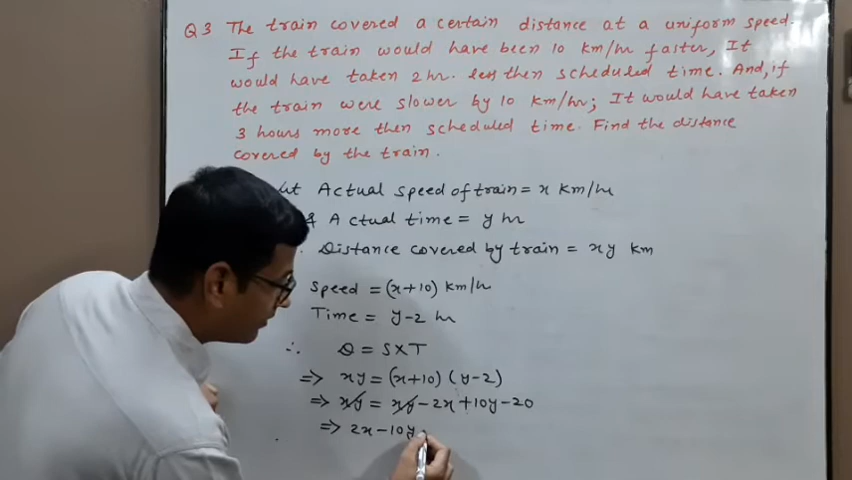 Q 3 The train covered a certain distance at a uniform speed.
If the train would have been 10 km/hr faster, It
would have taken 2 hr. less then scheduled time. And, if
the train were slower by 10 km/hr; It would have taken
3 hours more then scheduled time. Find the distance
covered by the train.
Actual speed of train = x km/hr
& Actual time = y hr
Distance covered by train = xy km
Speed = (x+10) km/hr
Time = y-2 hr
∴ D = S×T
⇒ xy = (x+10) (y-2)
⇒ xy = xy - 2x + 10y - 20
⇒ 2x - 10y